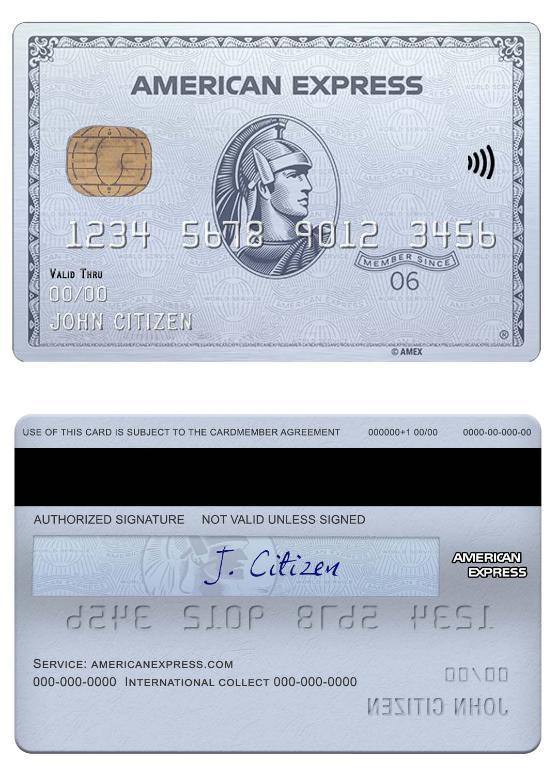 AMERICAN EXPRESS
1234 5678 9012 3456
MEMBER SINCE
06
VALID THRU
00/00
JOHN CITIZEN
®
© AMEX
USE OF THIS CARD IS SUBJECT TO THE CARDMEMBER AGREEMENT 000000+1 00/00 0000-00-000-00
AUTHORIZED SIGNATURE NOT VALID UNLESS SIGNED
J. Citizen
AMERICAN
EXPRESS
1234 5678 9012 3456
SERVICE: AMERICANEXPRESS.COM
000-000-0000 INTERNATIONAL COLLECT 000-000-0000
00/00
JOHN CITIZEN